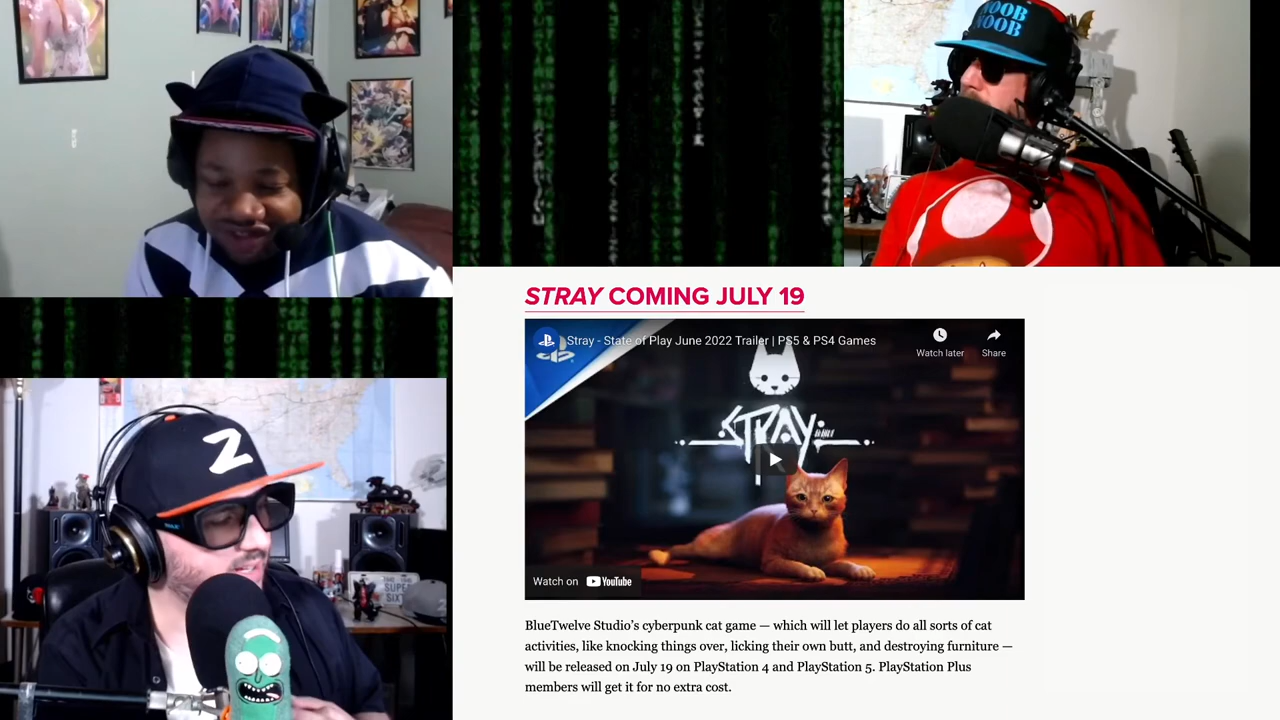 NOOB
NOOB
STRAY COMING JULY 19
Stray - State of Play June 2022 Trailer | PS5 & PS4 Games
Watch later
Share
STRAY
Watch on YouTube
Z
SUPER
SIX
BlueTwelve Studio’s cyberpunk cat game — which will let players do all sorts of cat
activities, like knocking things over, licking their own butt, and destroying furniture —
will be released on July 19 on PlayStation 4 and PlayStation 5. PlayStation Plus
members will get it for no extra cost.